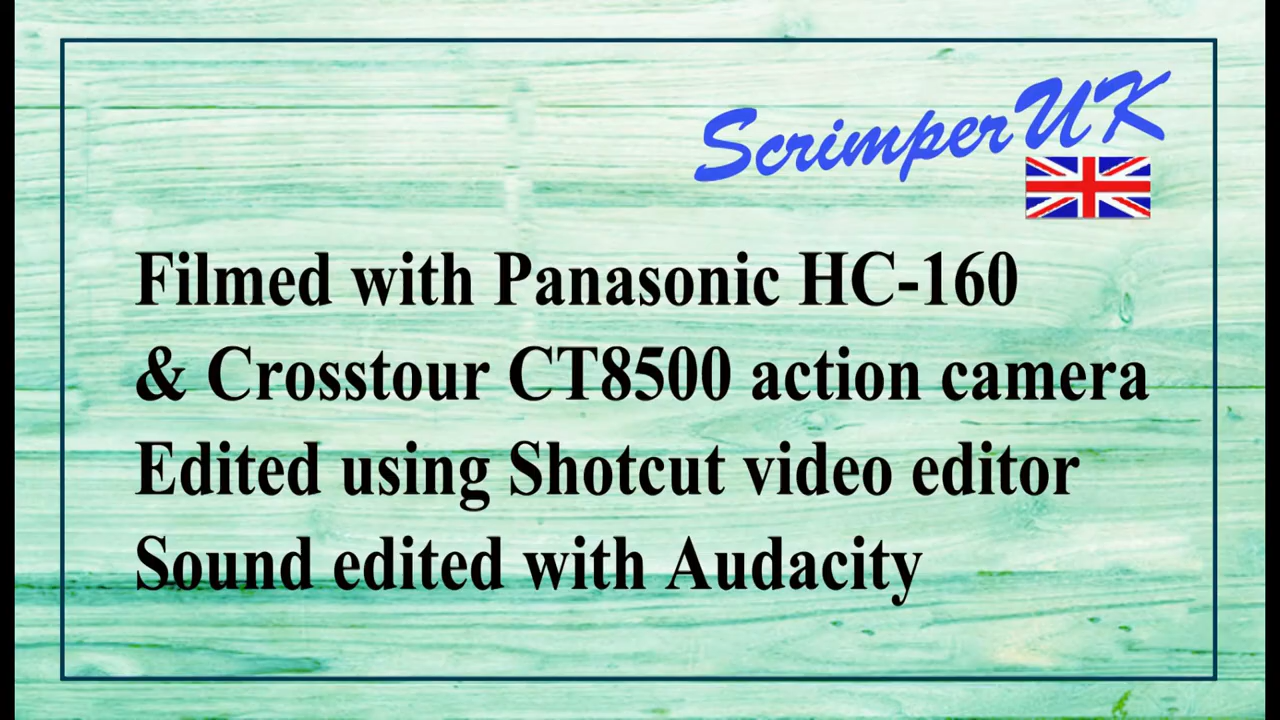 ScrimperUK
Filmed with Panasonic HC-160
& Crosstour CT8500 action camera
Edited using Shotcut video editor
Sound edited with Audacity